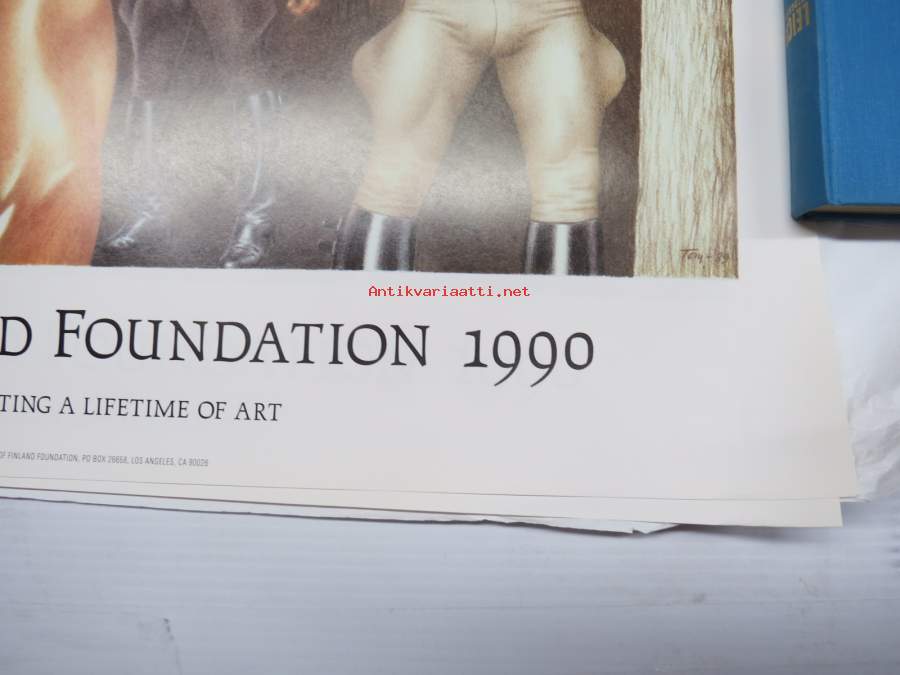 LEIG
Tom-89
Antikvariaatti.net
D FOUNDATION 1990
TING A LIFETIME OF ART
OF FINLAND FOUNDATION, PO BOX 26658, LOS ANGELES, CA 90026